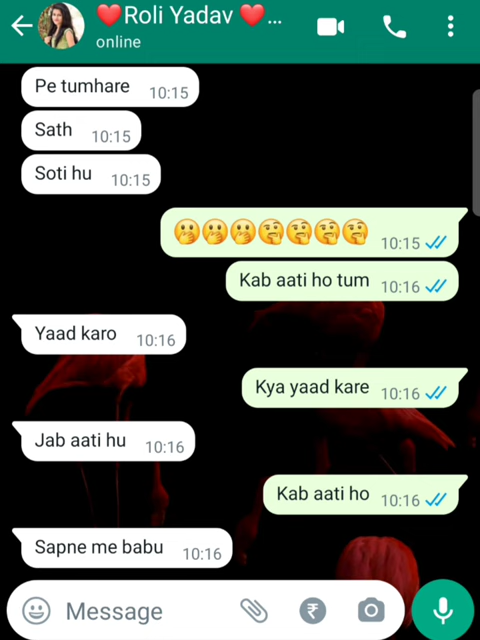 ❤️Roli Yadav ❤️...
online
Pe tumhare 10:15
Sath 10:15
Soti hu 10:15
🫢🫢🫢🤔🤔🤔🤔 10:15
Kab aati ho tum 10:16
Yaad karo 10:16
Kya yaad kare 10:16
Jab aati hu 10:16
Kab aati ho 10:16
Sapne me babu 10:16
Message ₹